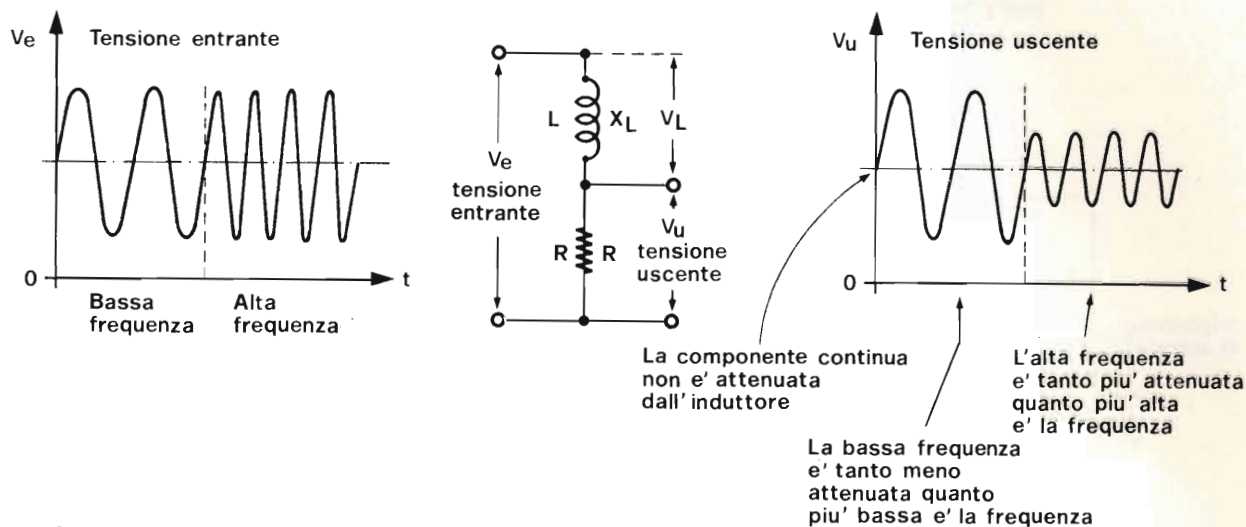 Ve
Tensione entrante
0
t
Bassa
frequenza
Alta
frequenza
L
XL
VL
Ve
tensione
entrante
R
R
Vu
tensione
uscente
Vu
Tensione uscente
0
t
La componente continua
non e' attenuata
dall'induttore
La bassa frequenza
e' tanto meno
attenuata quanto
piu' bassa e' la frequenza
L'alta frequenza
e' tanto piu' attenuata
quanto piu' alta
e' la frequenza